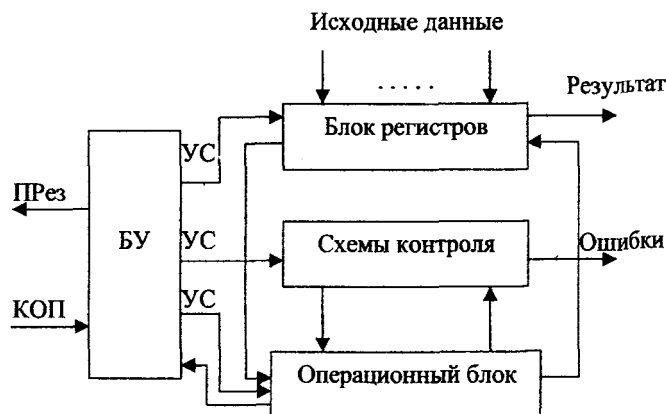 Исходные данные
. . . . .
Результат
Блок регистров
УС
ПРез
БУ
УС
Схемы контроля
Ошибки
УС
КОП
Операционный блок